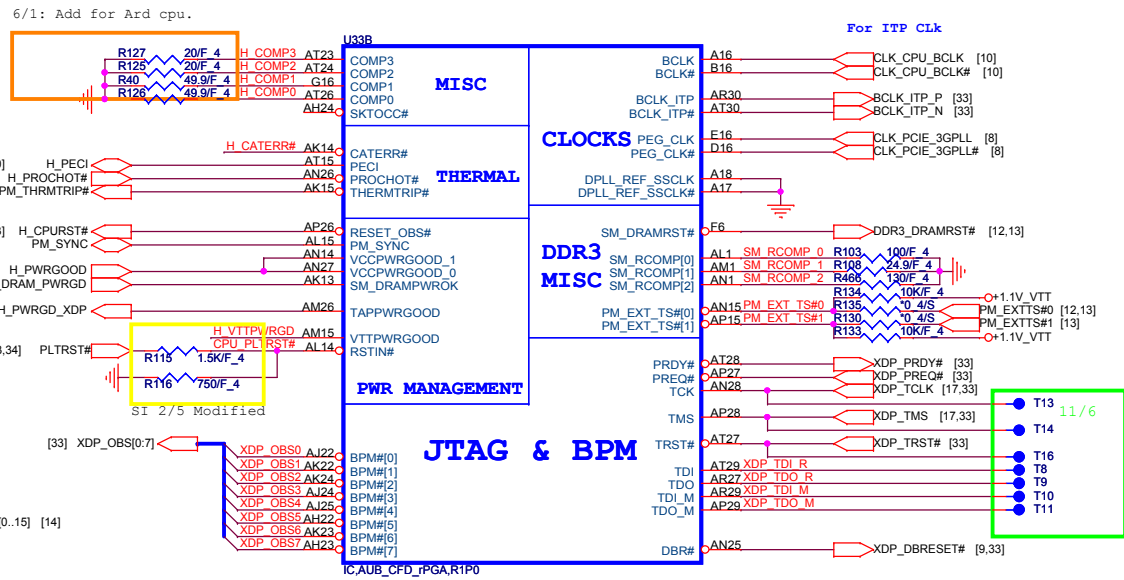 6/1: Add for Ard cpu.
For ITP CLk
U33B
R127 20/F_4 H_COMP3 AT23 COMP3
R125 20/F_4 H_COMP2 AT24 COMP2
R40 49.9/F_4 H_COMP1 G16 COMP1
R126 49.9/F_4 H_COMP0 AT26 COMP0
AH24 SKTOCC#
MISC
BCLK A16 CLK_CPU_BCLK [10]
BCLK# B16 CLK_CPU_BCLK# [10]
BCLK_ITP AR30 BCLK_ITP_P [33]
BCLK_ITP# AT30 BCLK_ITP_N [33]
CLOCKS
PEG_CLK E16 CLK_PCIE_3GPLL [8]
PEG_CLK# D16 CLK_PCIE_3GPLL# [8]
DPLL_REF_SSCLK A18
DPLL_REF_SSCLK# A17
H_CATERR# AK14 CATERR#
H_PECI AT15 PECI
H_PROCHOT# AN26 PROCHOT#
PM_THRMTRIP# AK15 THERMTRIP#
THERMAL
H_CPURST# AP26 RESET_OBS#
PM_SYNC AL15 PM_SYNC
AN14 VCCPWRGOOD_1
H_PWRGOOD AN27 VCCPWRGOOD_0
_DRAM_PWRGD AK13 SM_DRAMPWROK
H_PWRGD_XDP AM26 TAPPWRGOOD
H_VTTPWRGD AM15 VTTPWRGOOD
,34] PLTRST# R115 1.5K/F_4 CPU_PLTRST# AL14 RSTIN#
R116 750/F_4
SI 2/5 Modified
PWR MANAGEMENT
DDR3
MISC
SM_DRAMRST# F6 DDR3_DRAMRST# [12,13]
SM_RCOMP[0] AL1 SM_RCOMP_0 R103 100/F_4
SM_RCOMP[1] AM1 SM_RCOMP_1 R108 24.9/F_4
SM_RCOMP[2] AN1 SM_RCOMP_2 R466 130/F_4
R134 10K/F_4 +1.1V_VTT
PM_EXT_TS#[0] AN15 PM_EXT_TS#0 R135 *0_4/S PM_EXTTS#0 [12,13]
PM_EXT_TS#[1] AP15 PM_EXT_TS#1 R130 *0_4/S PM_EXTTS#1 [13]
R133 10K/F_4 +1.1V_VTT
PRDY# AT28 XDP_PRDY# [33]
PREQ# AP27 XDP_PREQ# [33]
TCK AN28 XDP_TCLK [17,33]
T13
11/6
TMS AP28 XDP_TMS [17,33]
T14
TRST# AT27 XDP_TRST# [33]
T16
TDI AT29 XDP_TDI_R T8
TDO AR27 XDP_TDO_R T9
TDI_M AR29 XDP_TDI_M T10
TDO_M AP29 XDP_TDO_M T11
DBR# AN25 XDP_DBRESET# [9,33]
JTAG & BPM
[33] XDP_OBS[0:7]
XDP_OBS0 AJ22 BPM#[0]
XDP_OBS1 AK22 BPM#[1]
XDP_OBS2 AK24 BPM#[2]
XDP_OBS3 AJ24 BPM#[3]
XDP_OBS4 AJ25 BPM#[4]
XDP_OBS5 AH22 BPM#[5]
XDP_OBS6 AK23 BPM#[6]
XDP_OBS7 AH23 BPM#[7]
[0..15] [14]
IC,AUB_CFD_rPGA,R1P0